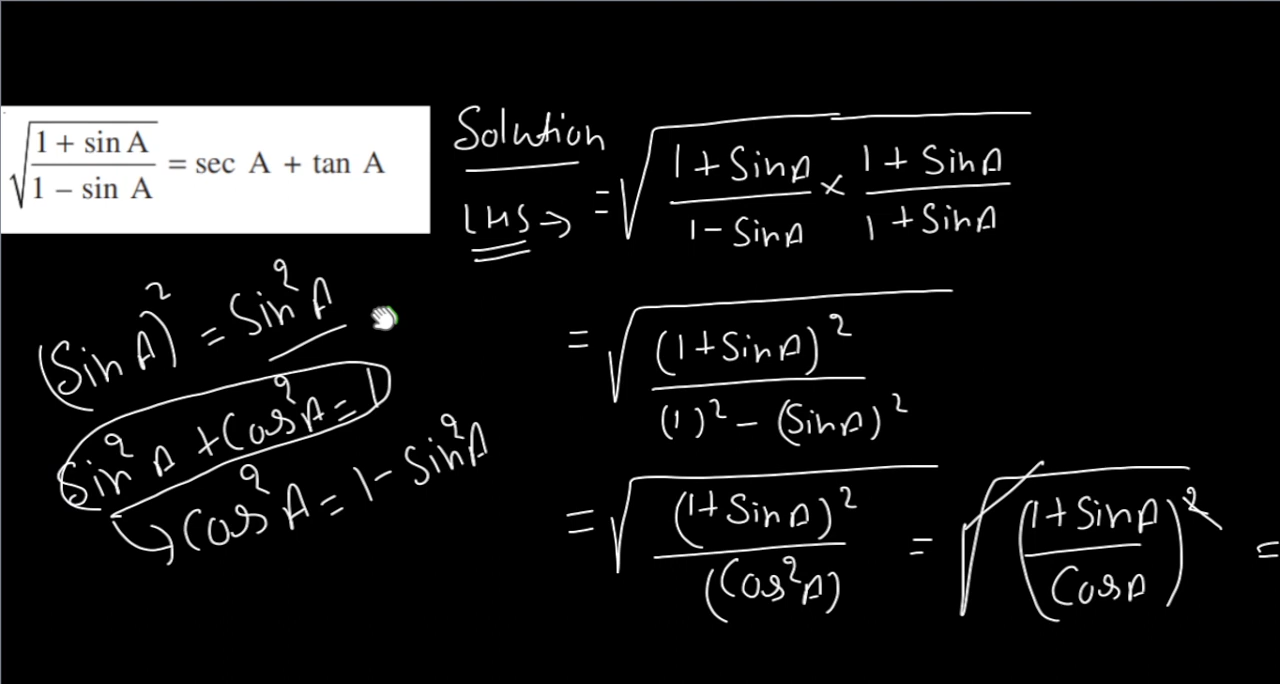 √((1 + sin A)/(1 − sin A)) = sec A + tan A
Solution
LHS → = √((1+SinA)/(1-SinA) × (1+SinA)/(1+SinA))
= √((1+SinA)²/((1)² - (SinA)²))
= √((1+SinA)²/(Cos²A)) = √((1+SinA)/CosA)² =
(Sin A)² = Sin²A
Sin²A + Cos²A = 1
↳ Cos²A = 1 - Sin²A